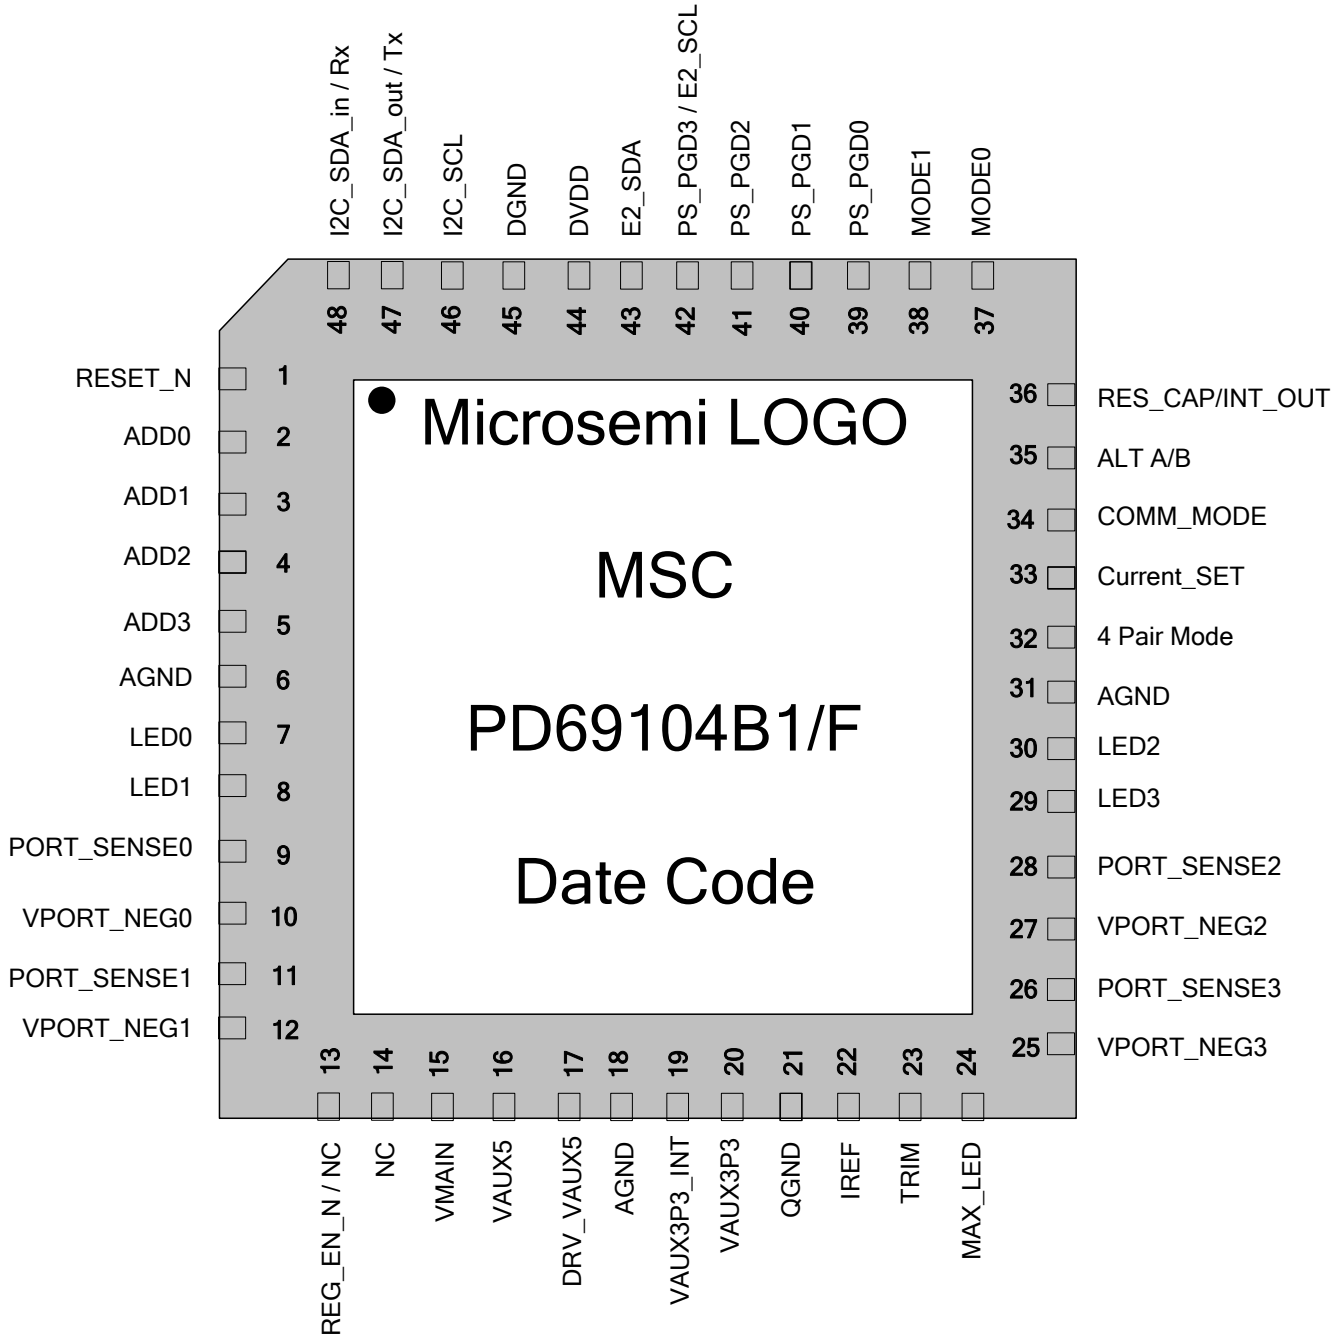 I2C_SDA_in / Rx
I2C_SDA_out / Tx
I2C_SCL
DGND
DVDD
E2_SDA
PS_PGD3 / E2_SCL
PS_PGD2
PS_PGD1
PS_PGD0
MODE1
MODE0
48
47
46
45
44
43
42
41
40
39
38
37
RESET_N 1
ADD0 2
ADD1 3
ADD2 4
ADD3 5
AGND 6
LED0 7
LED1 8
PORT_SENSE0 9
VPORT_NEG0 10
PORT_SENSE1 11
VPORT_NEG1 12
Microsemi LOGO
MSC
PD69104B1/F
Date Code
36 RES_CAP/INT_OUT
35 ALT A/B
34 COMM_MODE
33 Current_SET
32 4 Pair Mode
31 AGND
30 LED2
29 LED3
28 PORT_SENSE2
27 VPORT_NEG2
26 PORT_SENSE3
25 VPORT_NEG3
13
14
15
16
17
18
19
20
21
22
23
24
REG_EN_N / NC
NC
VMAIN
VAUX5
DRV_VAUX5
AGND
VAUX3P3_INT
VAUX3P3
QGND
IREF
TRIM
MAX_LED